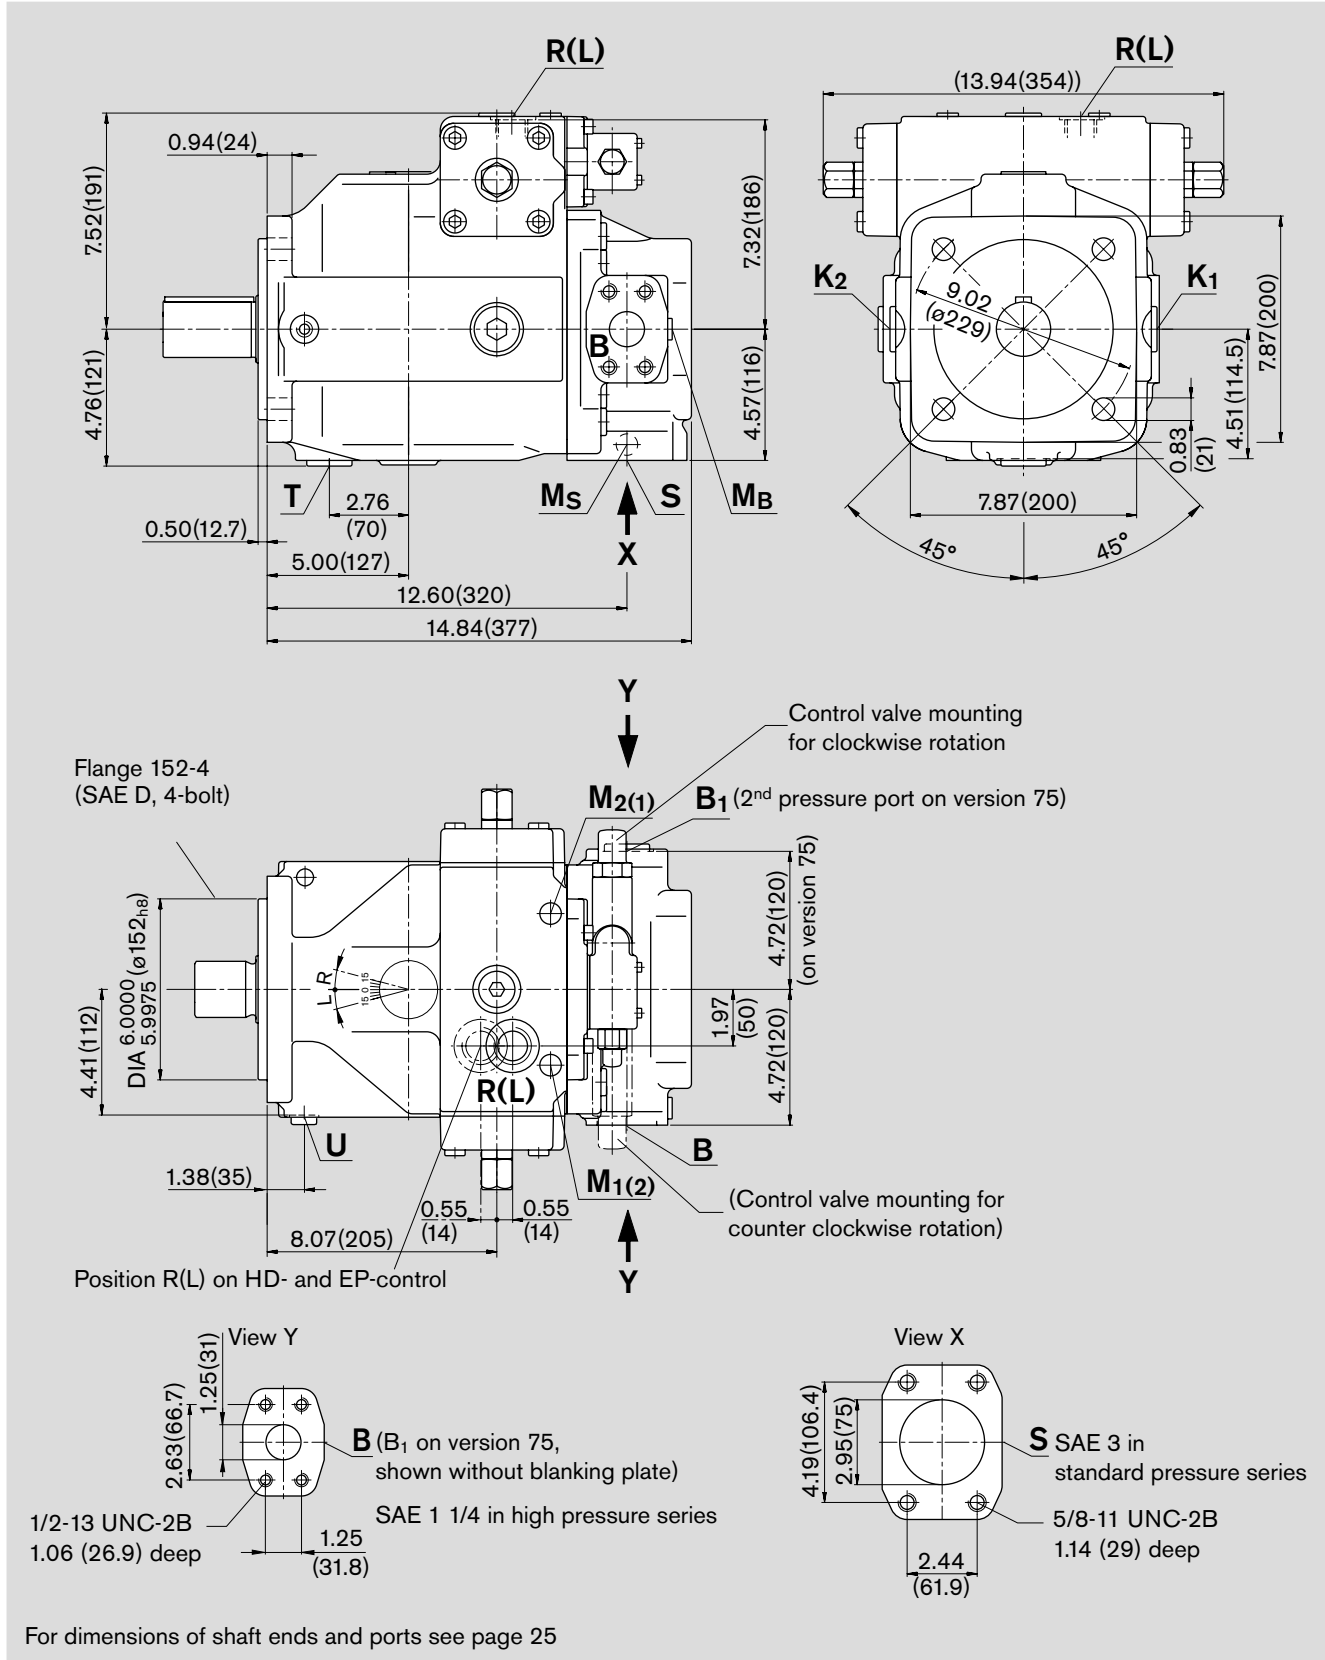 R(L)
R(L)
(13.94(354))
0.94(24)
7.52(191)
7.32(186)
K2
K1
9.02
(ø229)
B
7.87(200)
4.76(121)
4.57(116)
4.51(114.5)
0.83
(21)
T
MS
S
MB
2.76
(70)
7.87(200)
0.50(12.7)
X
45°
45°
5.00(127)
12.60(320)
14.84(377)
Y
Control valve mounting
for clockwise rotation
Flange 152-4
(SAE D, 4-bolt)
M2(1)
B1 (2nd pressure port on version 75)
4.72(120)
(on version 75)
DIA 6.0000
5.9975 (ø152h8)
L R
15 0 15
4.41(112)
1.97
(50)
4.72(120)
R(L)
U
B
1.38(35)
M1(2)
0.55
(14)
0.55
(14)
(Control valve mounting for
counter clockwise rotation)
8.07(205)
Position R(L) on HD- and EP-control
Y
View Y
View X
1.25(31)
2.63(66.7)
4.19(106.4)
2.95(75)
B (B1 on version 75,
shown without blanking plate)
SAE 1 1/4 in high pressure series
S SAE 3 in
standard pressure series
1/2-13 UNC-2B
1.06 (26.9) deep
1.25
(31.8)
5/8-11 UNC-2B
1.14 (29) deep
2.44
(61.9)
For dimensions of shaft ends and ports see page 25